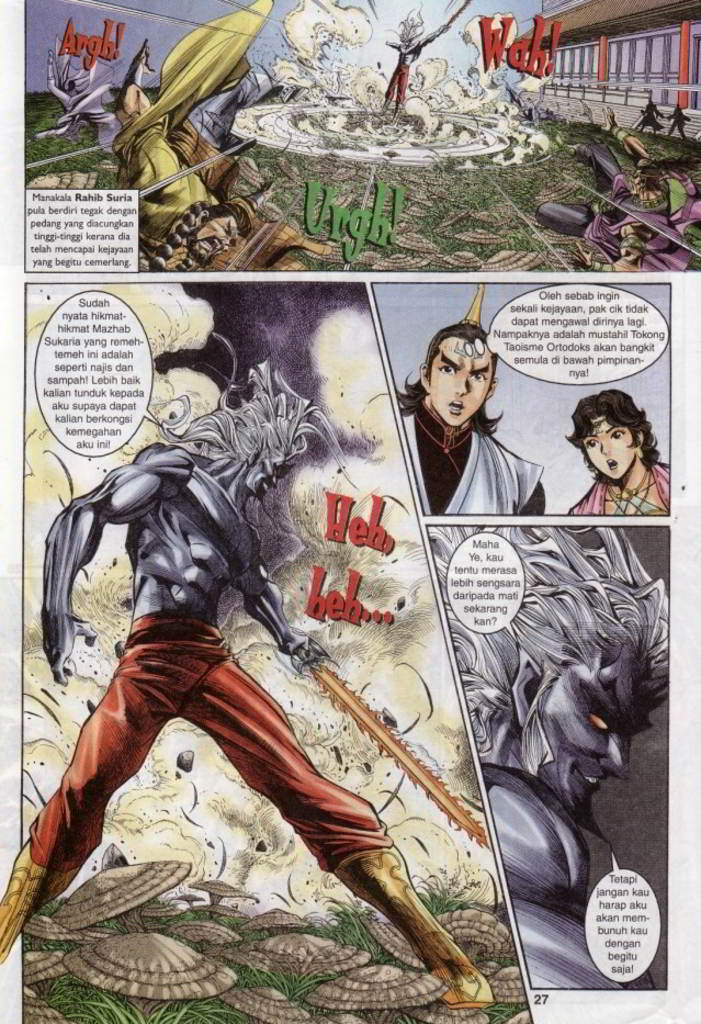 Argh!
Wah!
Urgh!
Manakala Rahib Suria
pula berdiri tegak dengan
pedang yang diacukan
tinggi-tinggi kerana dia
telah mencapai kejayaan
yang begitu cemerlang.
Sudah
nyata hikmat-
hikmat Mazhab
Sukaria yang remeh-
temeh ini adalah
seperti najis dan
sampah! Lebih baik
kalian tunduk kepada
aku supaya dapat
kalian berkongsi
kemegahan
aku ini!
Heh,
heh...
Oleh sebab ingin
sekali kejayaan, pak cik tidak
dapat mengawal dirinya lagi.
Nampaknya adalah mustahil Tokong
Taoisme Ortodoks akan bangkit
semula di bawah pimpinan-
nya!
Maha
Ye, kau
tentu merasa
lebih sengsara
daripada mati
sekarang
kan?
Tetapi
jangan kau
harap aku
akan mem-
bunuh kau
dengan
begitu
saja!
27